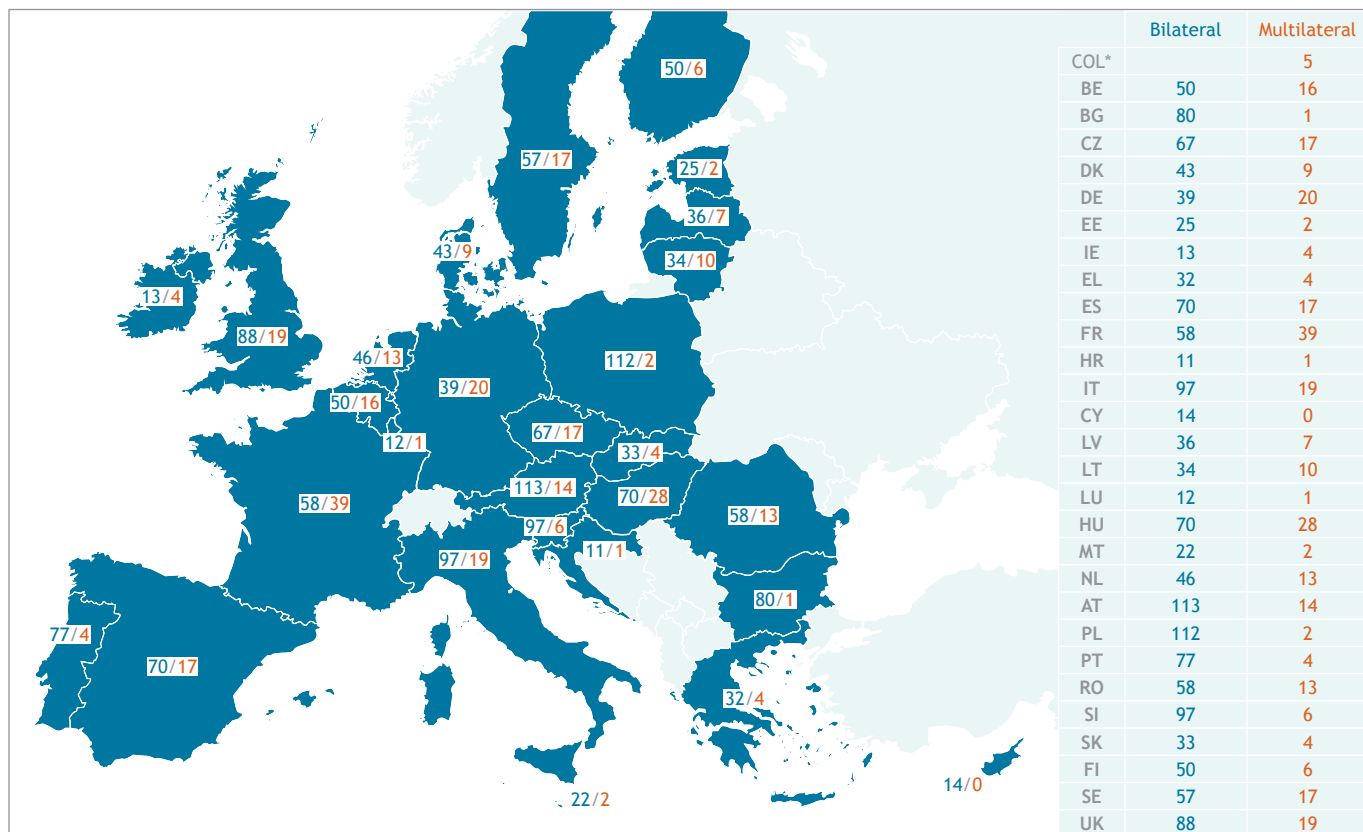 50/6
57/17
25/2
36/7
43/9
34/10
13/4
88/19
46/13
112/2
39/20
50/16
67/17
12/1
33/4
113/14
70/28
58/39
58/13
97/6
11/1
97/19
80/1
77/4
70/17
32/4
14/0
22/2
Bilateral Multilateral
COL* 5
BE 50 16
BG 80 1
CZ 67 17
DK 43 9
DE 39 20
EE 25 2
IE 13 4
EL 32 4
ES 70 17
FR 58 39
HR 11 1
IT 97 19
CY 14 0
LV 36 7
LT 34 10
LU 12 1
HU 70 28
MT 22 2
NL 46 13
AT 113 14
PL 112 2
PT 77 4
RO 58 13
SI 97 6
SK 33 4
FI 50 6
SE 57 17
UK 88 19